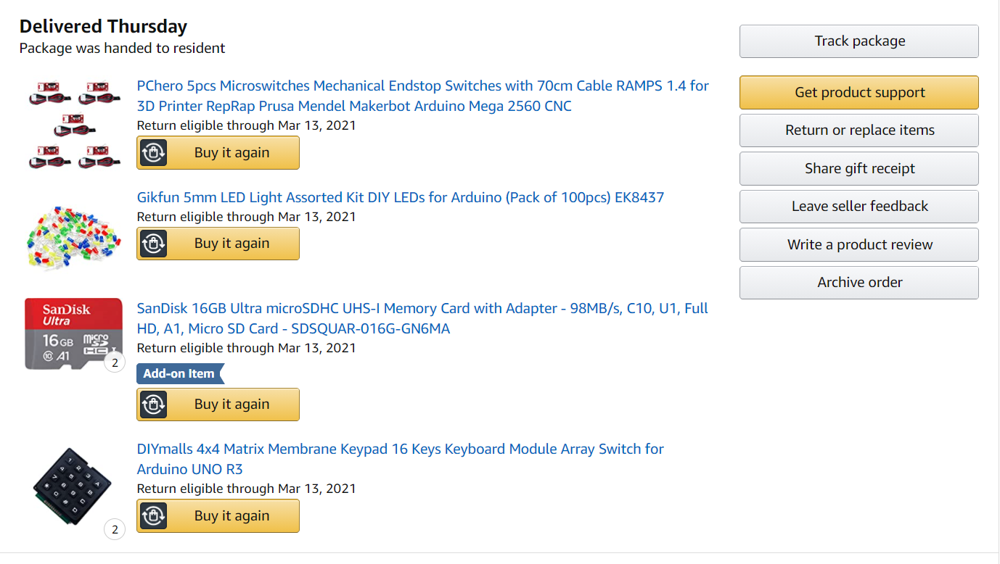 Delivered Thursday
Package was handed to resident
Track package
PChero 5pcs Microswitches Mechanical Endstop Switches with 70cm Cable RAMPS 1.4 for
3D Printer RepRap Prusa Mendel Makerbot Arduino Mega 2560 CNC
Return eligible through Mar 13, 2021
Buy it again
Get product support
Return or replace items
Share gift receipt
Leave seller feedback
Write a product review
Archive order
Gikfun 5mm LED Light Assorted Kit DIY LEDs for Arduino (Pack of 100pcs) EK8437
Return eligible through Mar 13, 2021
Buy it again
SanDisk
Ultra
16GB
micro
SD
HC I
10 A1
2
SanDisk 16GB Ultra microSDHC UHS-I Memory Card with Adapter - 98MB/s, C10, U1, Full
HD, A1, Micro SD Card - SDSQUAR-016G-GN6MA
Return eligible through Mar 13, 2021
Add-on Item
Buy it again
DIYmalls 4x4 Matrix Membrane Keypad 16 Keys Keyboard Module Array Switch for
Arduino UNO R3
Return eligible through Mar 13, 2021
Buy it again
2